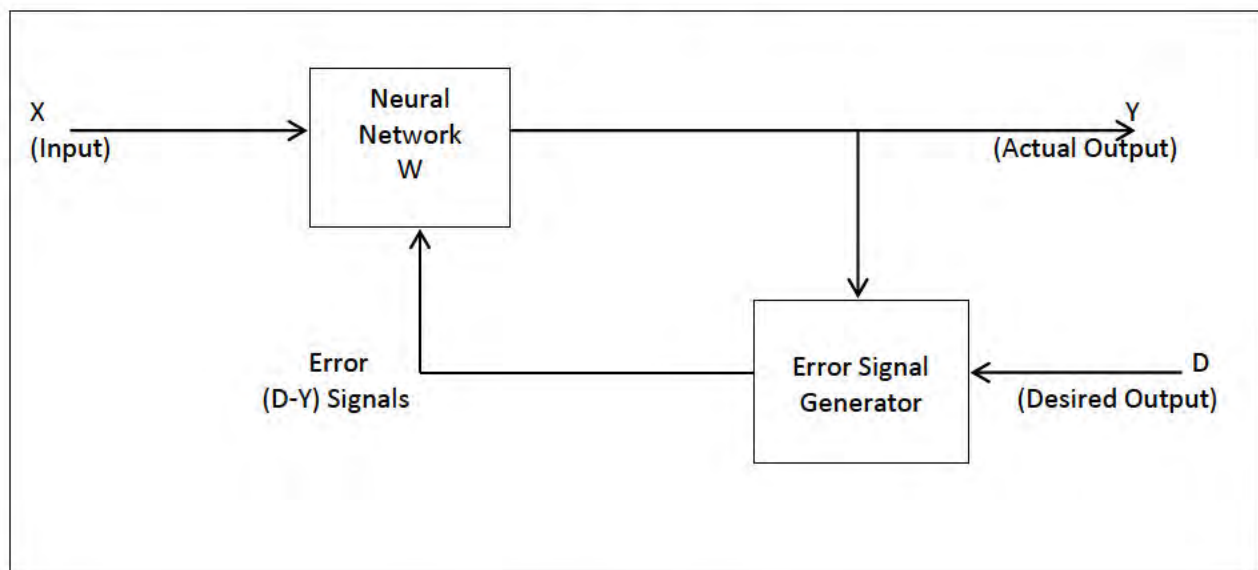 X
(Input)
Neural
Network
W
Y
(Actual Output)
Error
(D-Y) Signals
Error Signal
Generator
D
(Desired Output)